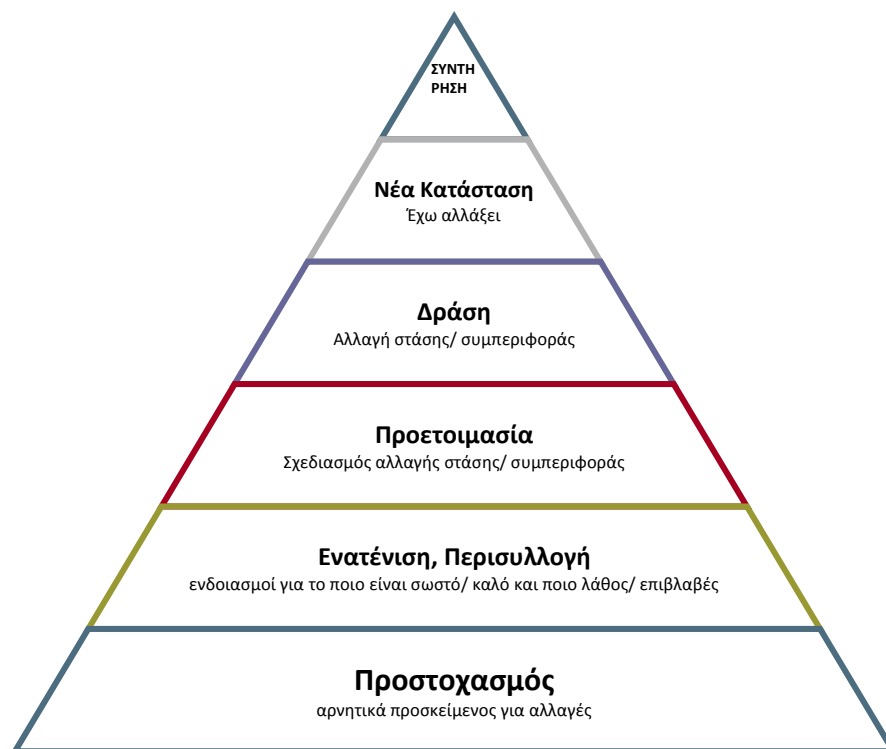 ΣΥΝΤΗ
ΡΗΣΗ
Νέα Κατάσταση
Έχω αλλάξει
Δράση
Αλλαγή στάσης/ συμπεριφοράς
Προετοιμασία
Σχεδιασμός αλλαγής στάσης/ συμπεριφοράς
Ενατένιση, Περισυλλογή
ενδοιασμοί για το ποιο είναι σωστό/ καλό και ποιο λάθος/ επιβλαβές
Προστοχασμός
αρνητικά προσκείμενος για αλλαγές